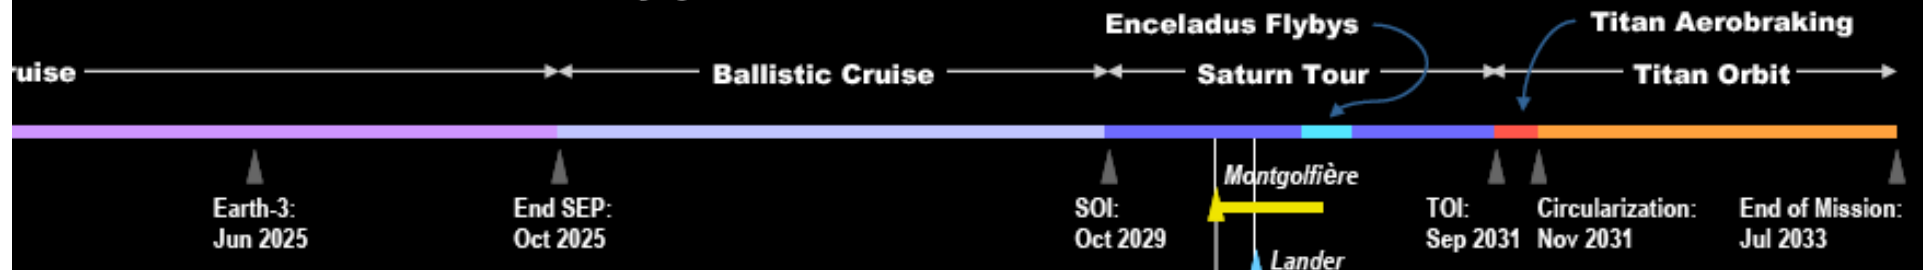 Enceladus Flybys
Titan Aerobraking
ruise
Ballistic Cruise
Saturn Tour
Titan Orbit
Montgolfière
Earth-3:
Jun 2025
End SEP:
Oct 2025
SOI:
Oct 2029
TOI:
Sep 2031
Circularization:
Nov 2031
End of Mission:
Jul 2033
Lander